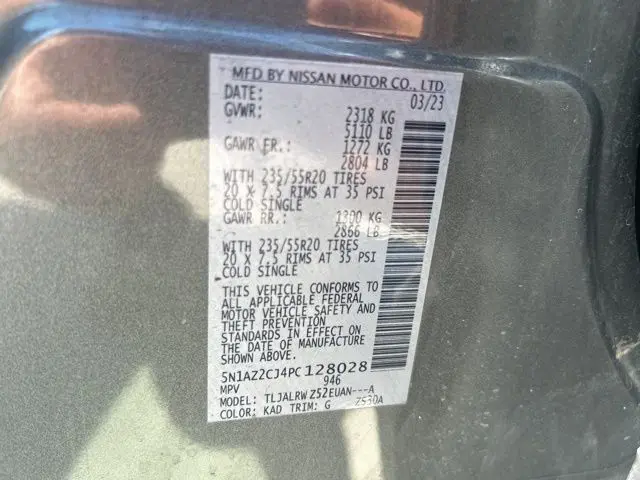 MFD BY NISSAN MOTOR CO., LTD.
DATE: 03/23
GVWR: 2318 KG
5110 LB
GAWR FR.: 1272 KG
2804 LB
WITH 235/55R20 TIRES
20 X 7.5 RIMS AT 35 PSI
COLD SINGLE
GAWR RR.: 1300 KG
2866 LB
WITH 235/55R20 TIRES
20 X 7.5 RIMS AT 35 PSI
COLD SINGLE
THIS VEHICLE CONFORMS TO
ALL APPLICABLE FEDERAL
MOTOR VEHICLE SAFETY AND
THEFT PREVENTION
STANDARDS IN EFFECT ON
THE DATE OF MANUFACTURE
SHOWN ABOVE.
5N1AZ2CJ4PC128028
MPV 946
MODEL: TLJALRWZ52EUAN---A
COLOR: KAD TRIM: G ZS30A